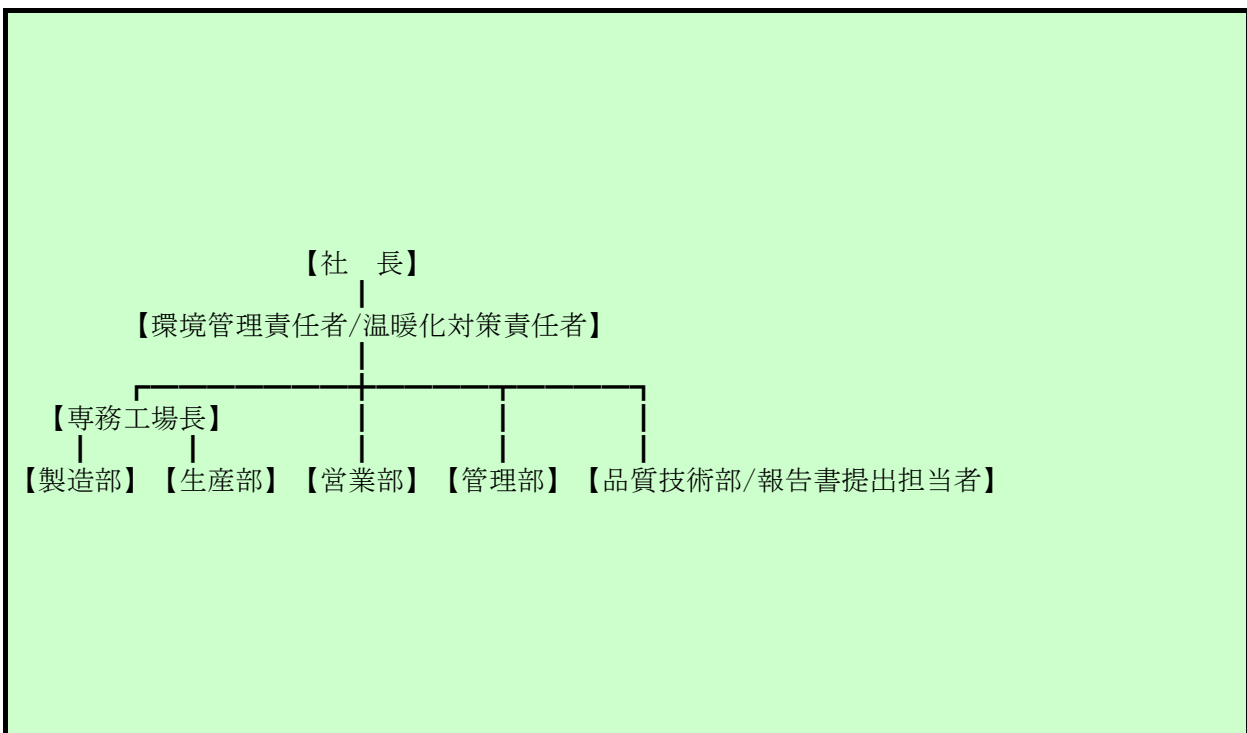 【社　長】
【環境管理責任者/温暖化対策責任者】
【専務工場長】
【製造部】【生産部】【営業部】【管理部】【品質技術部/報告書提出担当者】